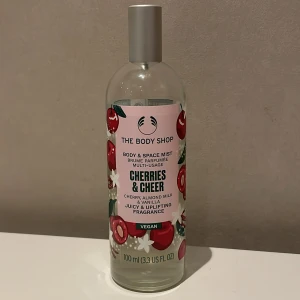 THE BODY SHOP
BODY & SPACE MIST
BRUME PARFUMÉE
MULTI-USAGE
CHERRIES
& CHEER
CHERRY, ALMOND MILK
& VANILLA
JUICY & UPLIFTING
FRAGRANCE
VEGAN
100 ml (3.3 US FL OZ)